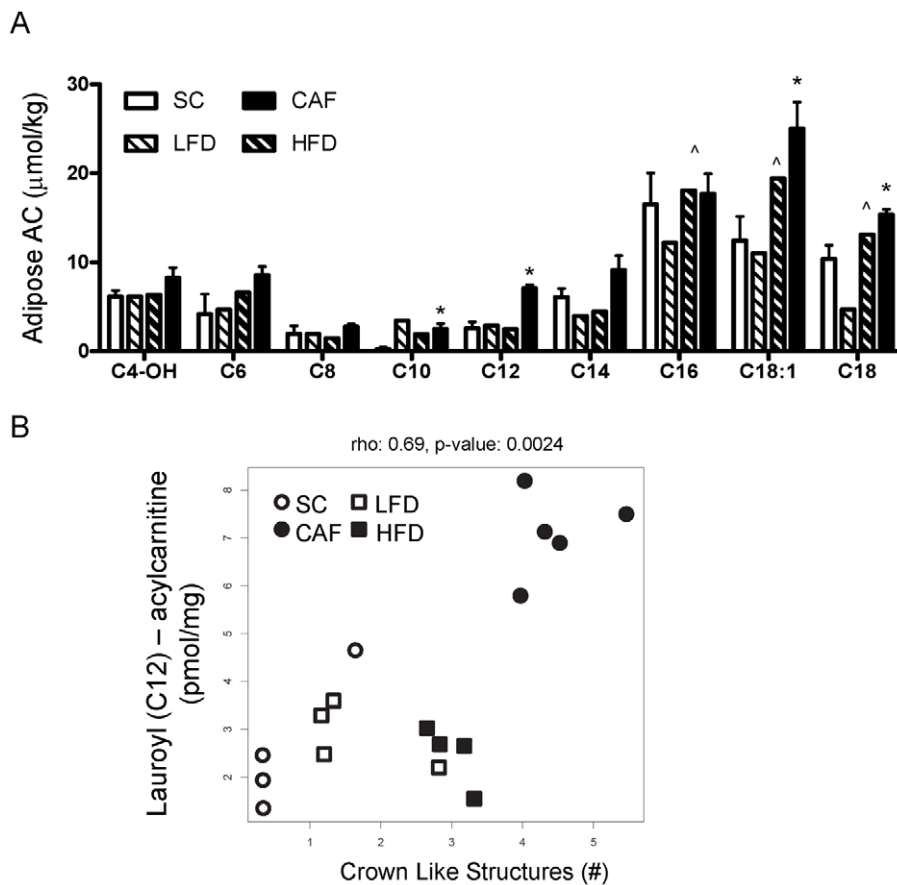 A
Adipose AC (μmol/kg)
30
20
10
0
SC CAF
LFD HFD
* * * ^ ^ * ^ *
C4-OH C6 C8 C10 C12 C14 C16 C18:1 C18
B
rho: 0.69, p-value: 0.0024
Lauroyl (C12) – acylcarnitine
(pmol/mg)
8
7
6
5
4
3
2
SC LFD
CAF HFD
1 2 3 4 5
Crown Like Structures (#)